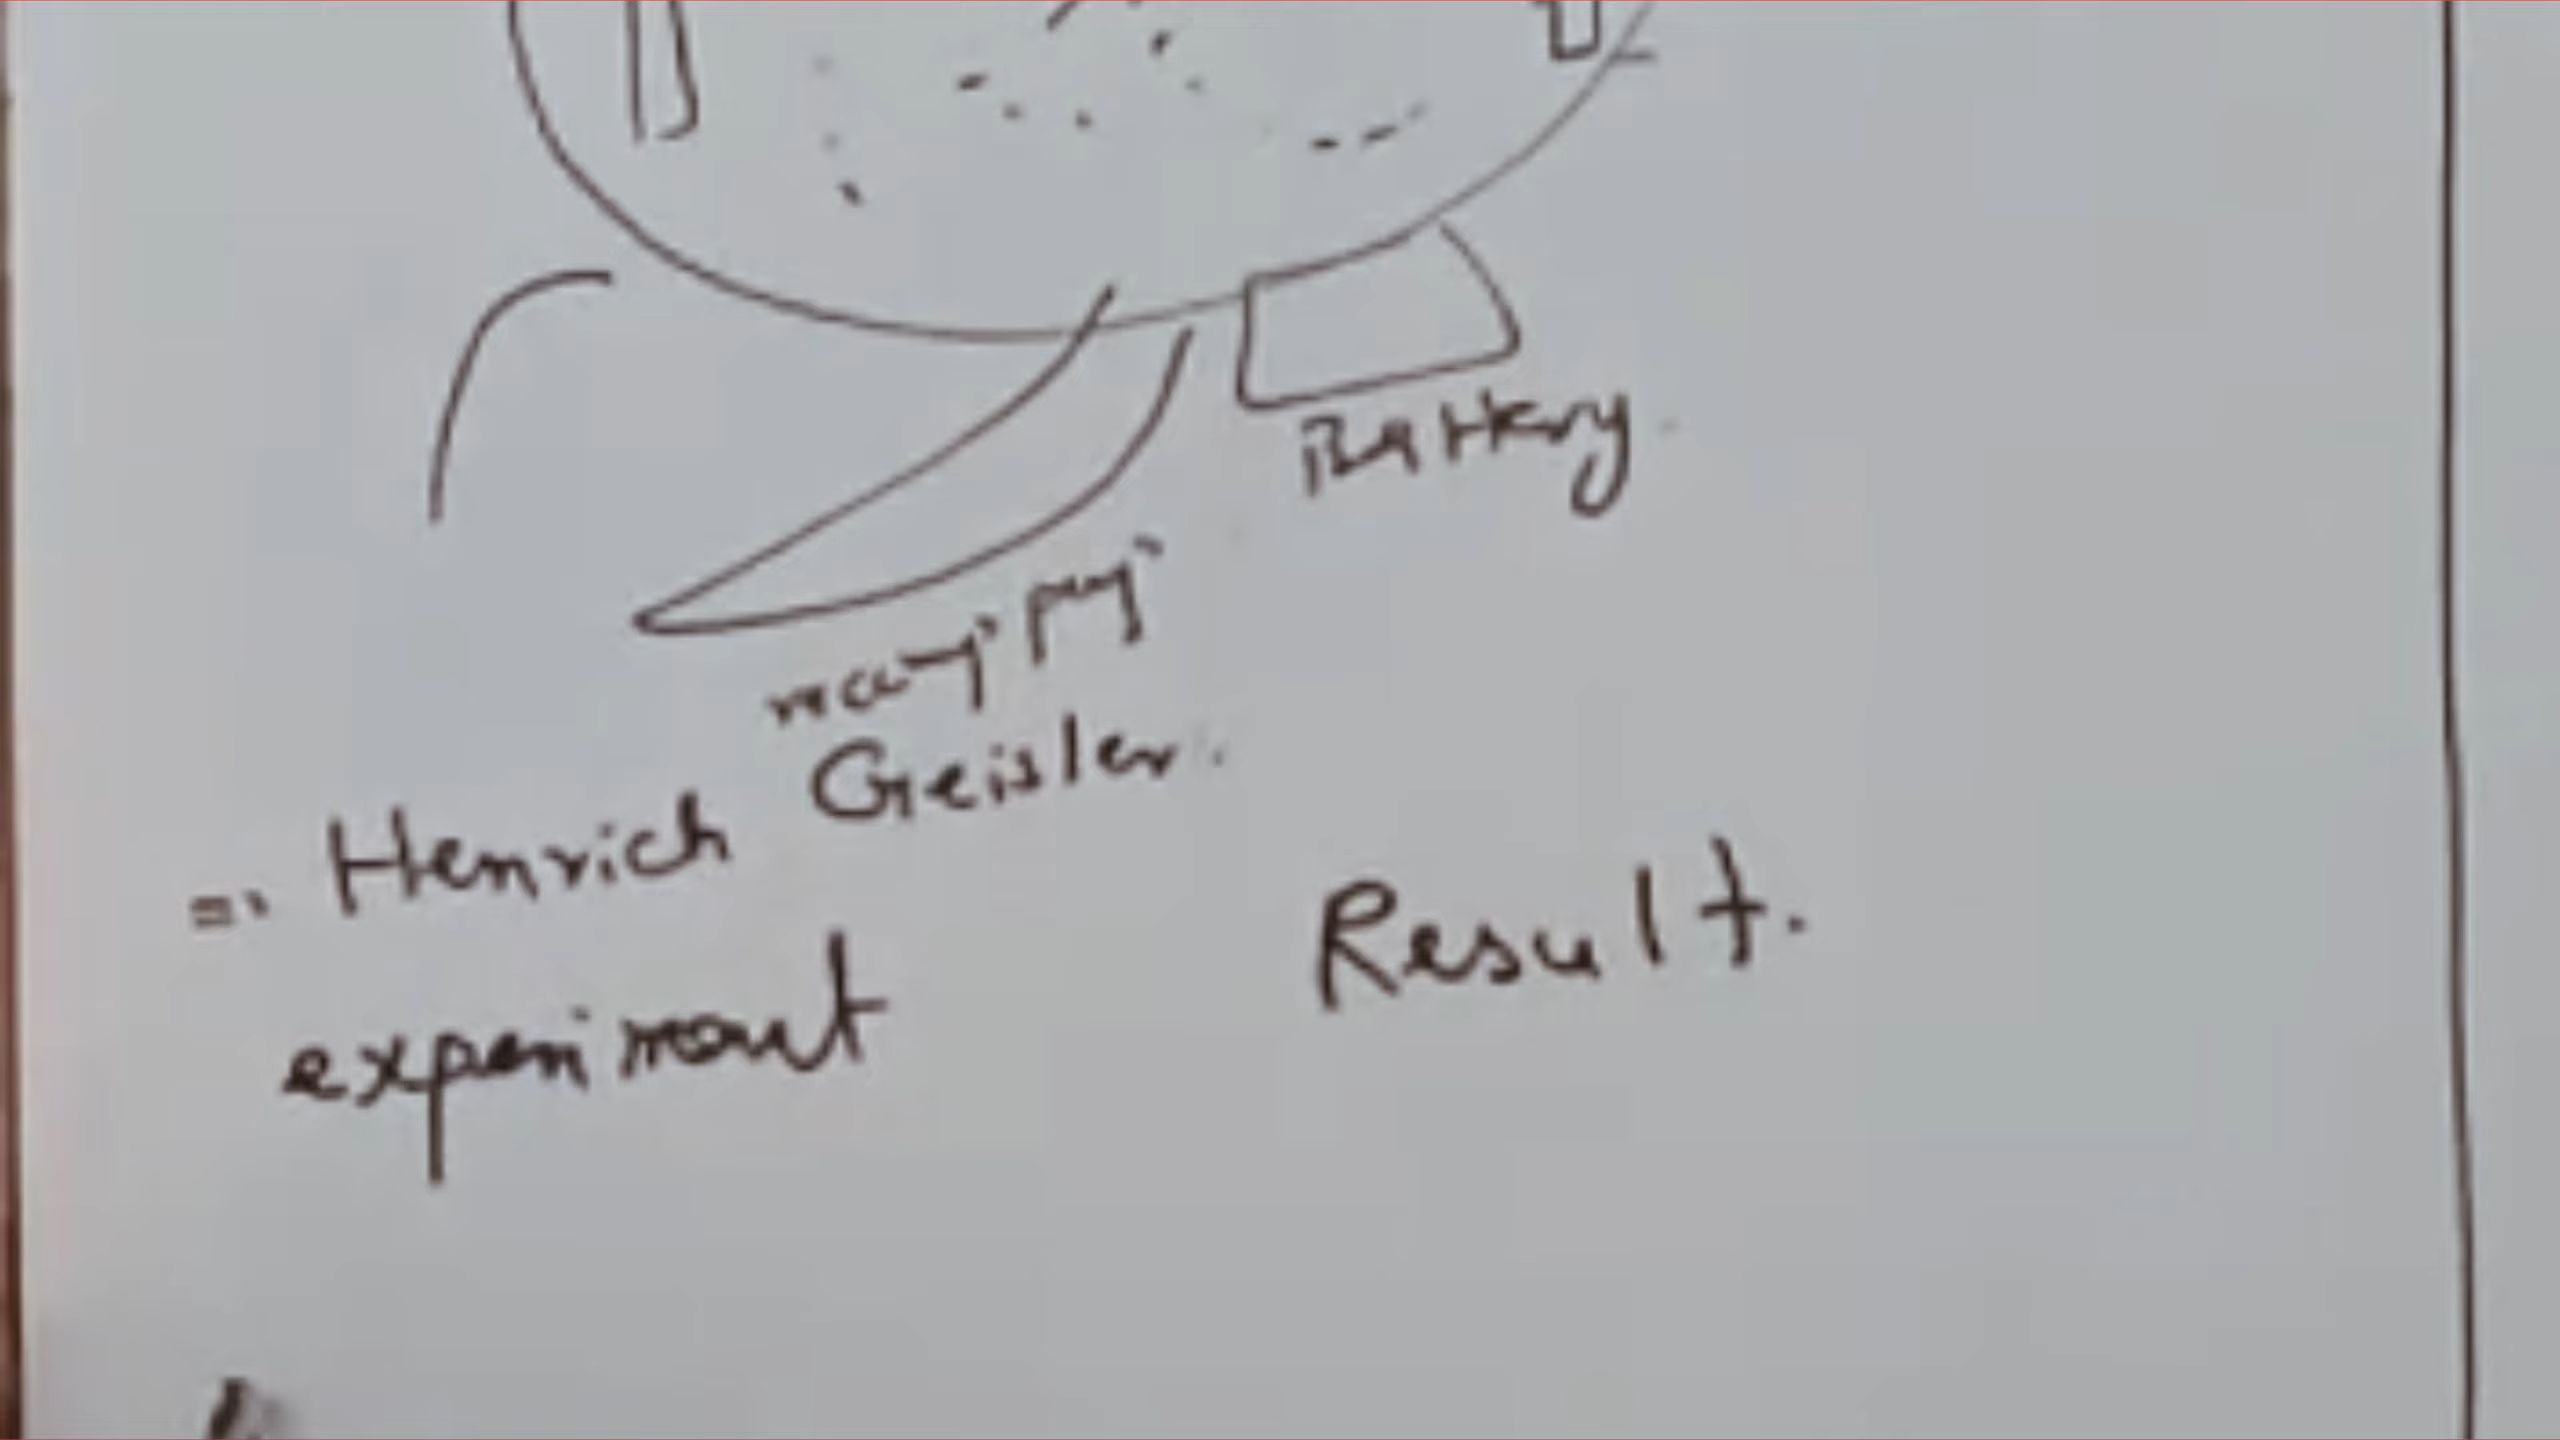 Battery.
Henrich Geisler.
experiment
Result.